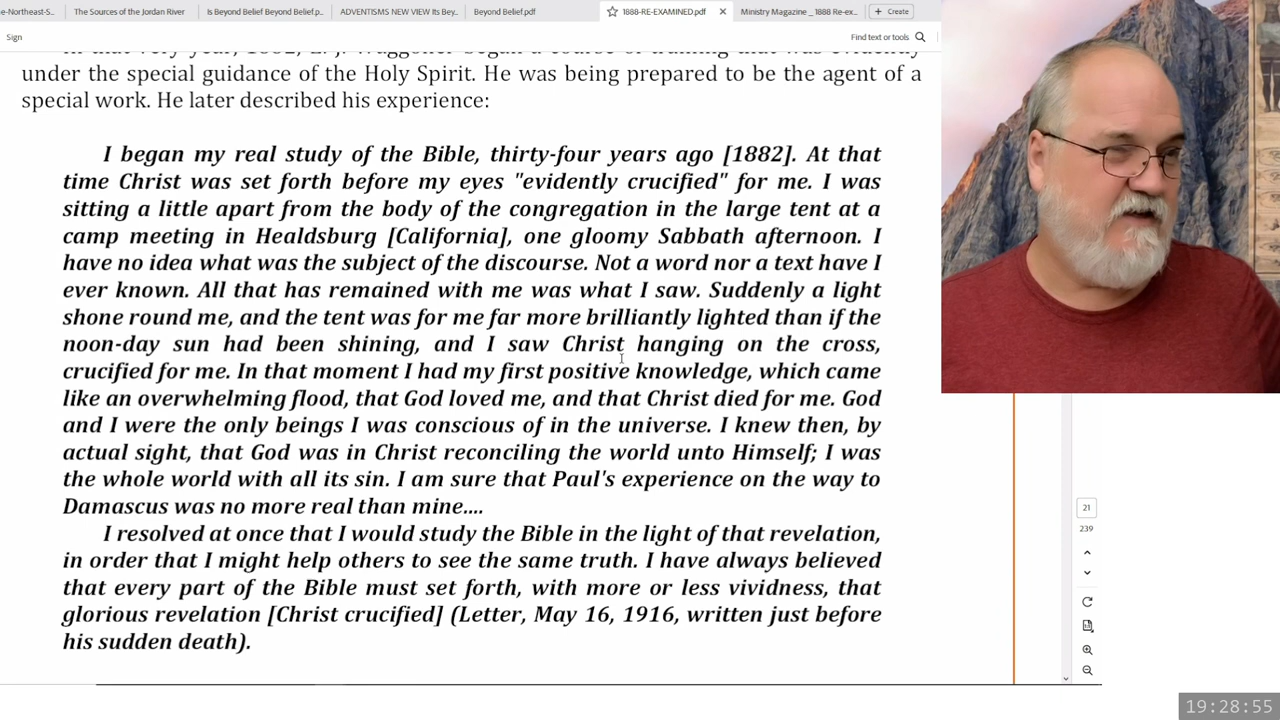 ne-Northeast-S...
The Sources of the Jordan River
Is Beyond Belief Beyond Belief.p...
ADVENTISMS NEW VIEW Its Bey...
Beyond Belief.pdf
1888-RE-EXAMINED.pdf
Ministry Magazine _ 1888 Re-ex...
Create
Sign
Find text or tools
under the special guidance of the Holy Spirit. He was being prepared to be the agent of a
special work. He later described his experience:
I began my real study of the Bible, thirty-four years ago [1882]. At that
time Christ was set forth before my eyes "evidently crucified" for me. I was
sitting a little apart from the body of the congregation in the large tent at a
camp meeting in Healdsburg [California], one gloomy Sabbath afternoon. I
have no idea what was the subject of the discourse. Not a word nor a text have I
ever known. All that has remained with me was what I saw. Suddenly a light
shone round me, and the tent was for me far more brilliantly lighted than if the
noon-day sun had been shining, and I saw Christ hanging on the cross,
crucified for me. In that moment I had my first positive knowledge, which came
like an overwhelming flood, that God loved me, and that Christ died for me. God
and I were the only beings I was conscious of in the universe. I knew then, by
actual sight, that God was in Christ reconciling the world unto Himself; I was
the whole world with all its sin. I am sure that Paul's experience on the way to
Damascus was no more real than mine....
I resolved at once that I would study the Bible in the light of that revelation,
in order that I might help others to see the same truth. I have always believed
that every part of the Bible must set forth, with more or less vividness, that
glorious revelation [Christ crucified] (Letter, May 16, 1916, written just before
his sudden death).
21
239
19:28:55